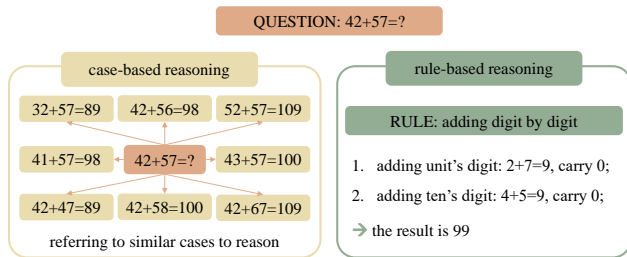 QUESTION: 42+57=?
case-based reasoning
32+57=89
42+56=98
52+57=109
41+57=98
42+57=?
43+57=100
42+47=89
42+58=100
42+67=109
referring to similar cases to reason
rule-based reasoning
RULE: adding digit by digit
1. adding unit's digit: 2+7=9, carry 0;
2. adding ten's digit: 4+5=9, carry 0;
→ the result is 99